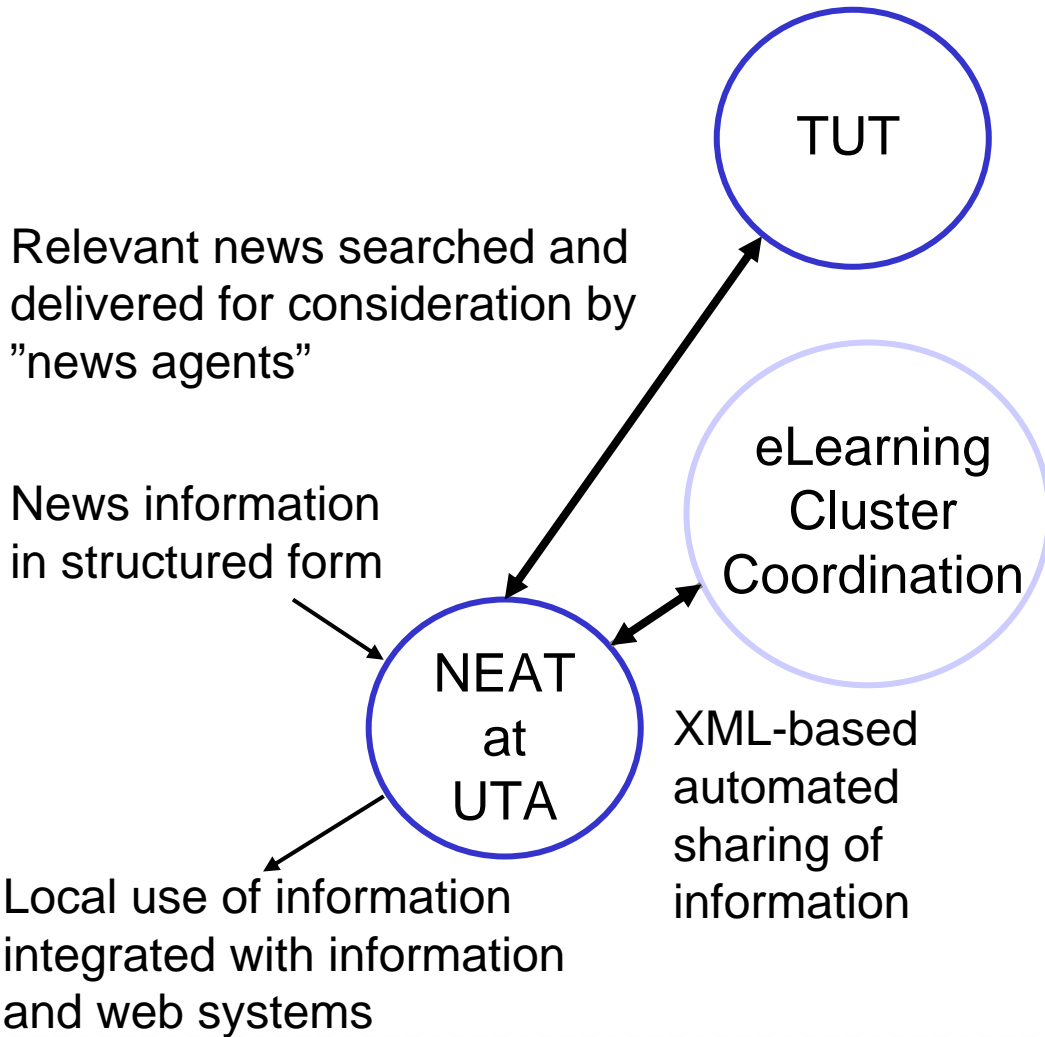 TUT
Relevant news searched and
delivered for consideration by
”news agents”
eLearning
Cluster
Coordination
News information
in structured form
NEAT
at
UTA
XML-based
automated
sharing of
information
Local use of information
integrated with information
and web systems